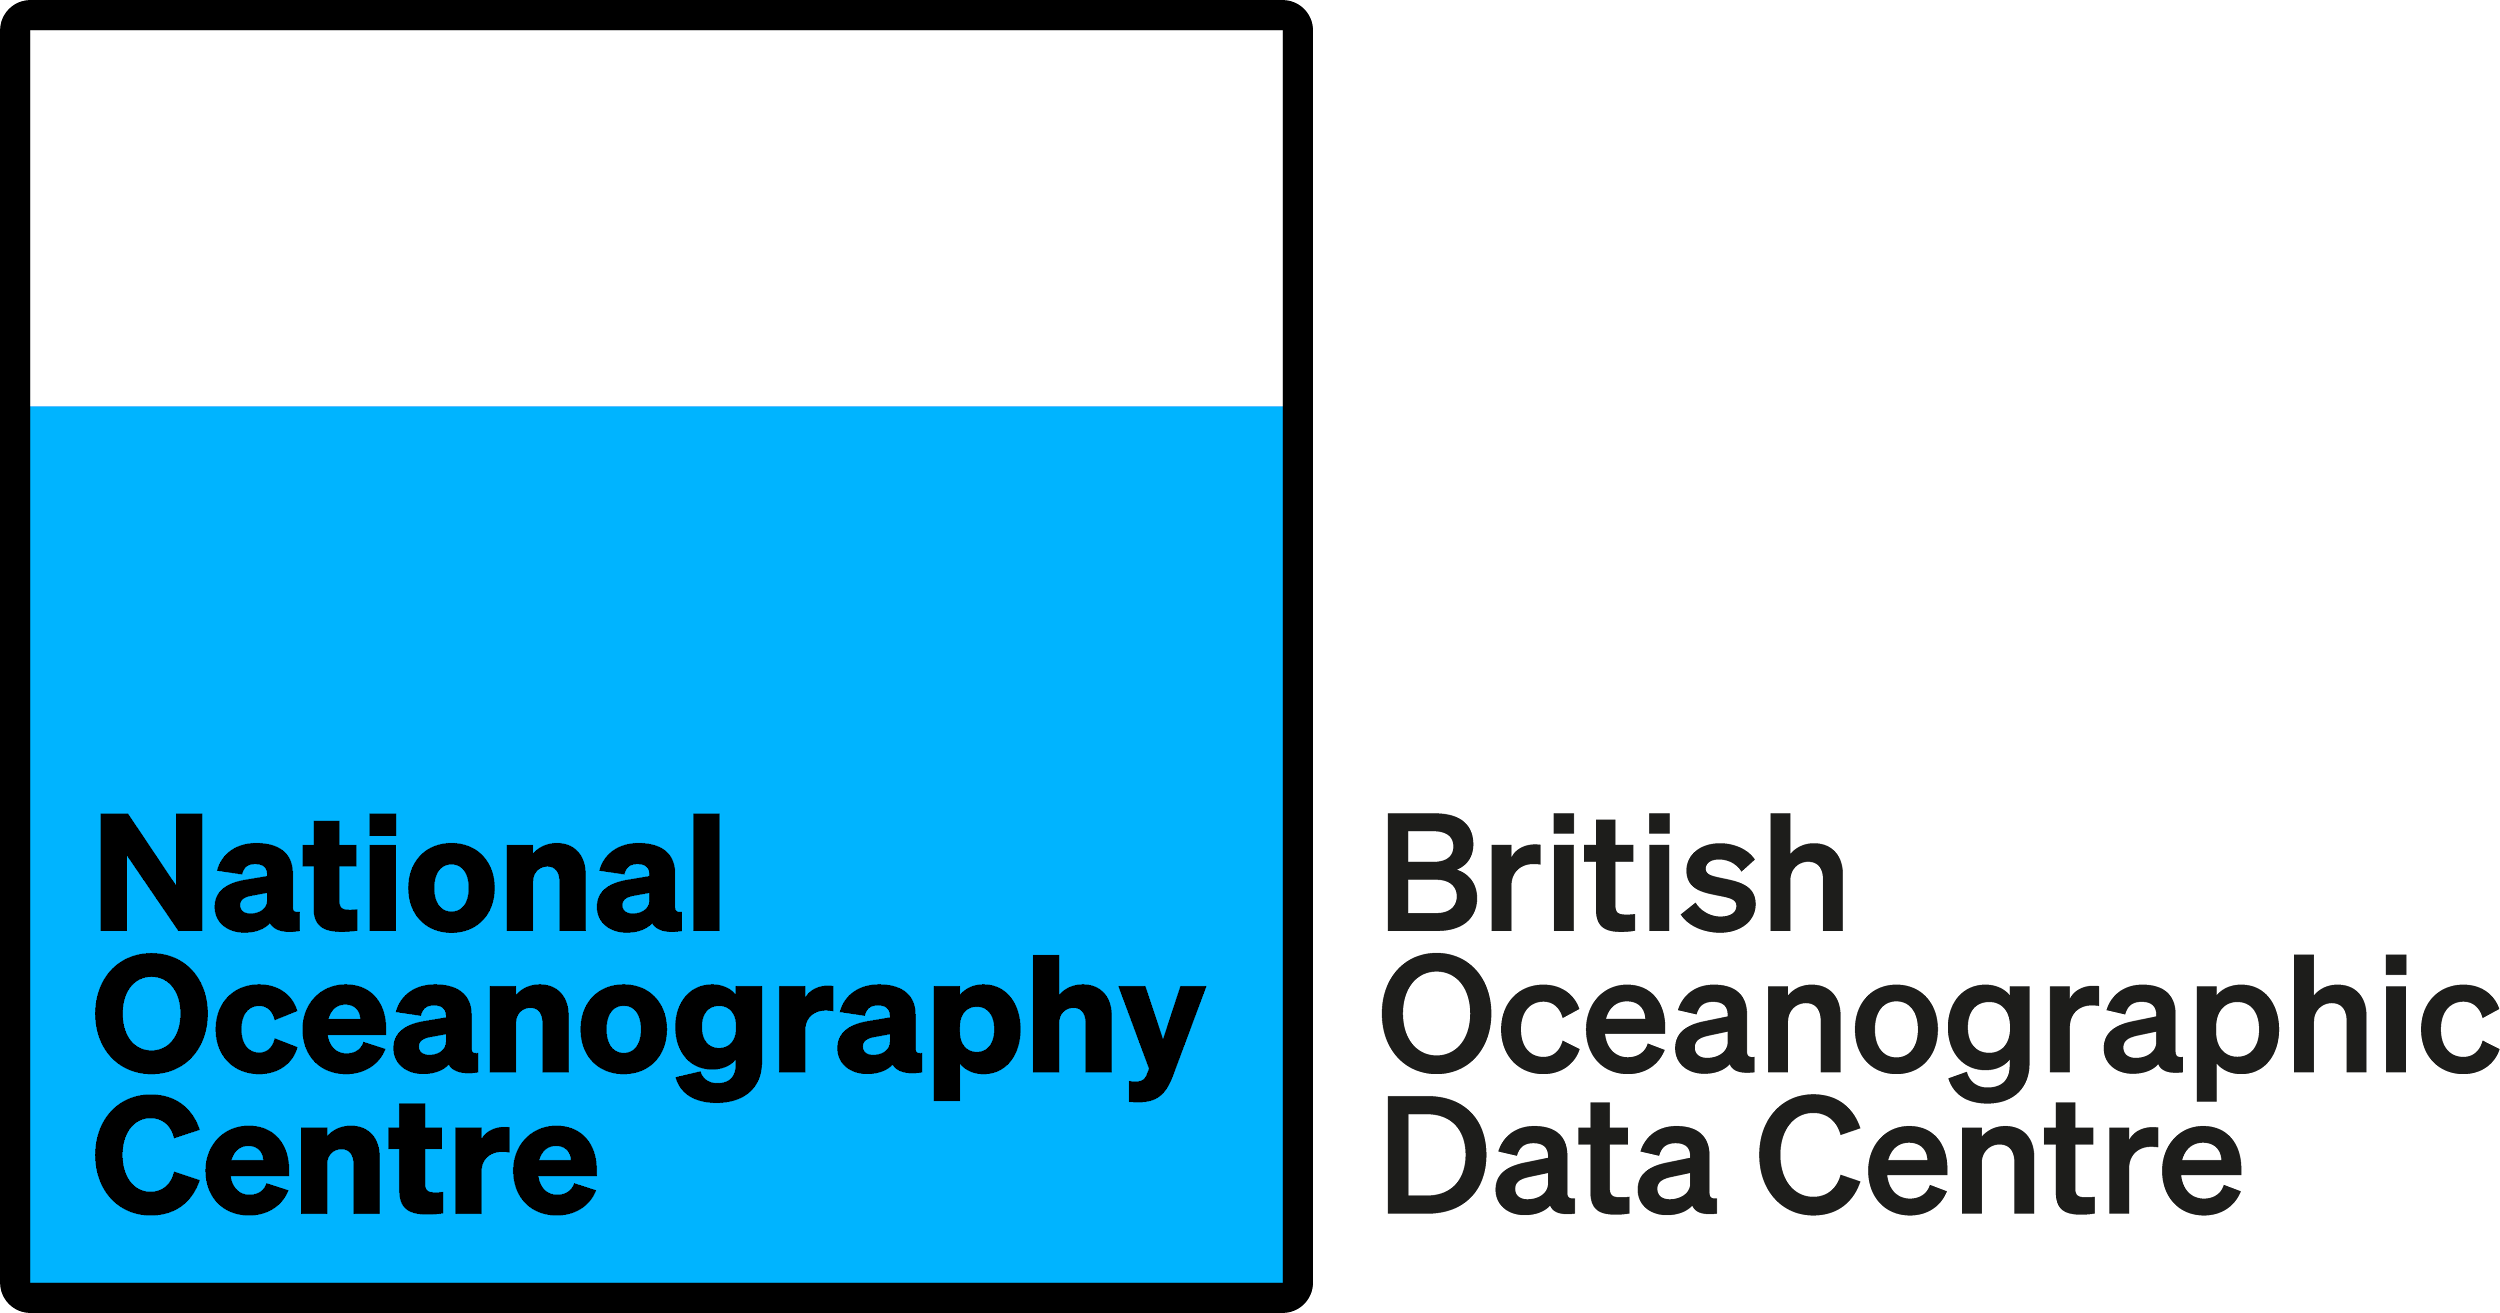 National
Oceanography
Centre
British
Oceanographic
Data Centre